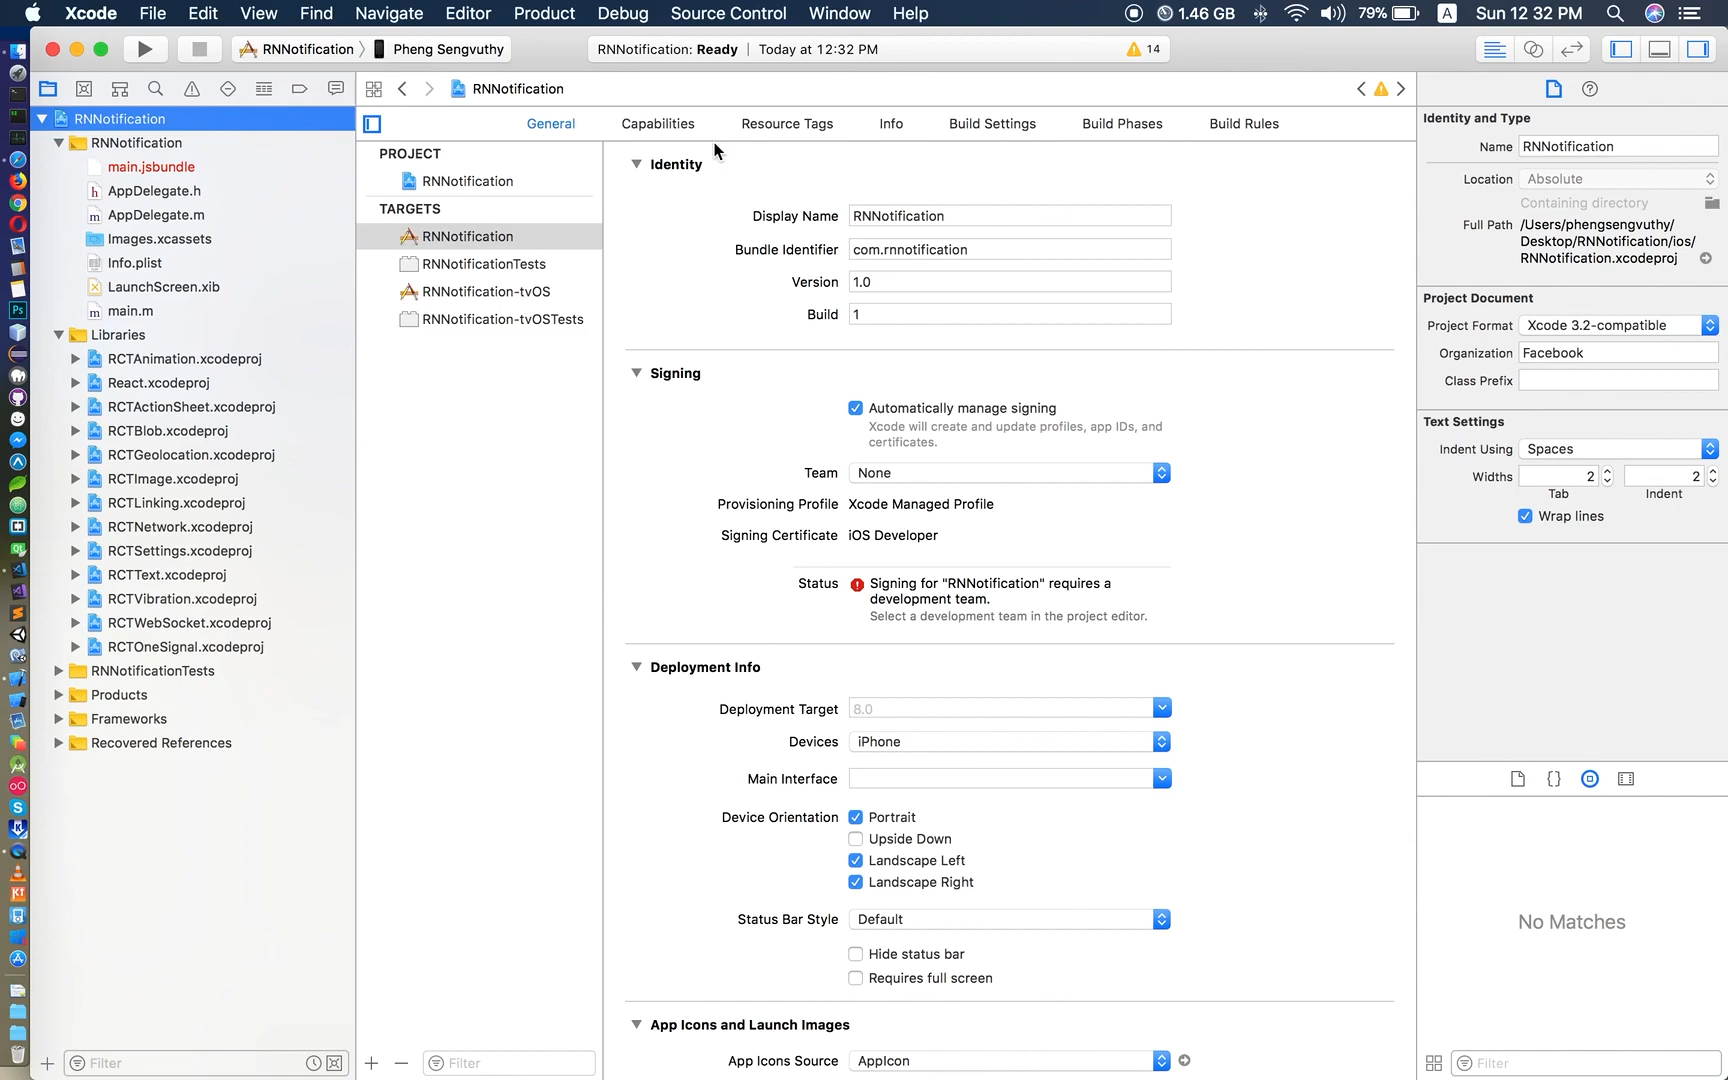 Xcode File Edit View Find Navigate Editor Product Debug Source Control Window Help 1.46 GB 79% A Sun 12 32 PM
RNNotification Pheng Sengvuthy RNNotification: Ready Today at 12:32 PM 14
RNNotification
RNNotification
RNNotification
main.jsbundle
h AppDelegate.h
m AppDelegate.m
Images.xcassets
Info.plist
LaunchScreen.xib
m main.m
Libraries
RCTAnimation.xcodeproj
React.xcodeproj
RCTActionSheet.xcodeproj
RCTBlob.xcodeproj
RCTGeolocation.xcodeproj
RCTImage.xcodeproj
RCTLinking.xcodeproj
RCTNetwork.xcodeproj
RCTSettings.xcodeproj
RCTText.xcodeproj
RCTVibration.xcodeproj
RCTWebSocket.xcodeproj
RCTOneSignal.xcodeproj
RNNotificationTests
Products
Frameworks
Recovered References
Filter
General Capabilities Resource Tags Info Build Settings Build Phases Build Rules
PROJECT
RNNotification
TARGETS
RNNotification
RNNotificationTests
RNNotification-tvOS
RNNotification-tvOSTests
Filter
Identity
Display Name RNNotification
Bundle Identifier com.rnnotification
Version 1.0
Build 1
Signing
Automatically manage signing
Xcode will create and update profiles, app IDs, and
certificates.
Team None
Provisioning Profile Xcode Managed Profile
Signing Certificate iOS Developer
Status Signing for "RNNotification" requires a
development team.
Select a development team in the project editor.
Deployment Info
Deployment Target 8.0
Devices iPhone
Main Interface
Device Orientation Portrait
Upside Down
Landscape Left
Landscape Right
Status Bar Style Default
Hide status bar
Requires full screen
App Icons and Launch Images
App Icons Source AppIcon
Identity and Type
Name RNNotification
Location Absolute
Containing directory
Full Path /Users/phengsengvuthy/
Desktop/RNNotification/ios/
RNNotification.xcodeproj
Project Document
Project Format Xcode 3.2-compatible
Organization Facebook
Class Prefix
Text Settings
Indent Using Spaces
Widths 2 2
Tab Indent
Wrap lines
{}
No Matches
Filter
Ps
S